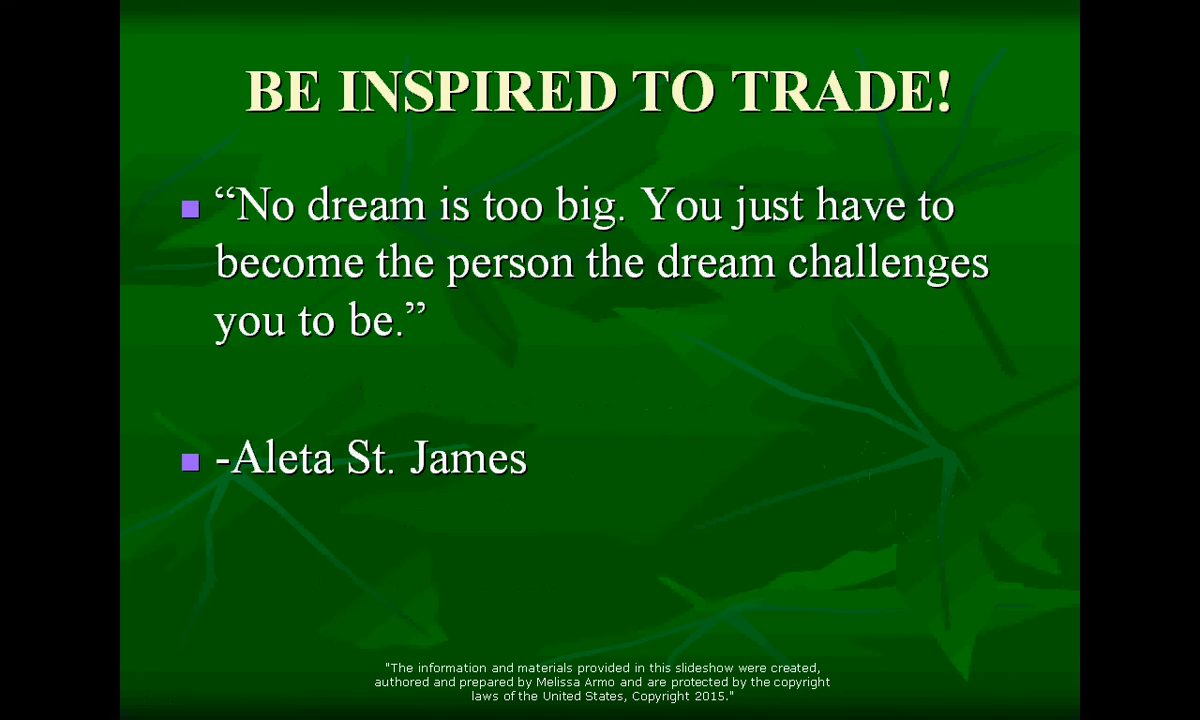 BE INSPIRED TO TRADE!
“No dream is too big. You just have to
become the person the dream challenges
you to be.”
-Aleta St. James
"The information and materials provided in this slideshow were created,
authored and prepared by Melissa Armo and are protected by the copyright
laws of the United States, Copyright 2015."